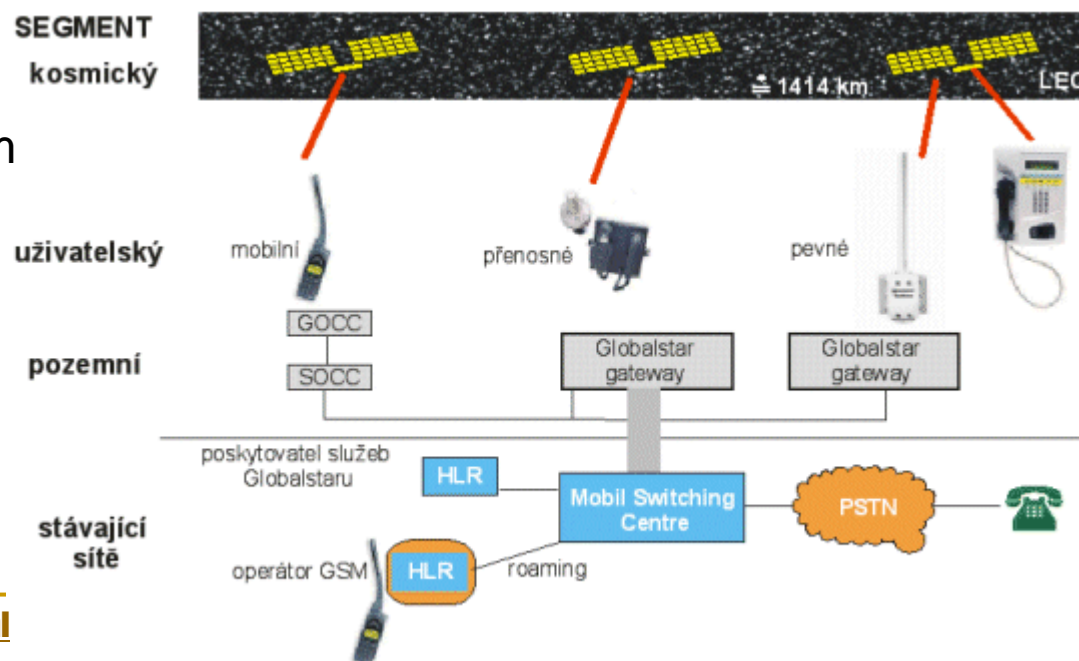 SEGMENT
kosmický
≐ 1414 km
LEO
uživatelský
mobilní
přenosné
pevné
pozemní
GOCC
SOCC
Globalstar
gateway
Globalstar
gateway
poskytovatel služeb
Globalstaru
HLR
Mobil Switching
Centre
PSTN
stávající
sítě
operátor GSM
HLR
roaming